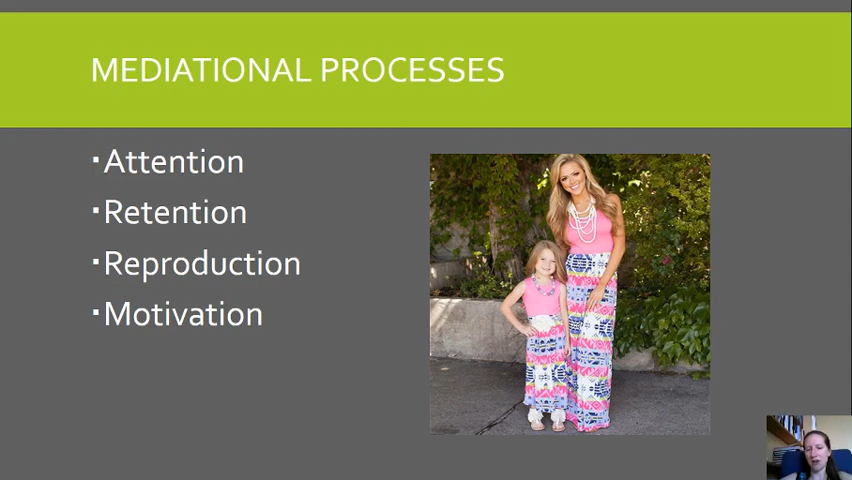 MEDIATIONAL PROCESSES
▪Attention
▪Retention
▪Reproduction
▪Motivation